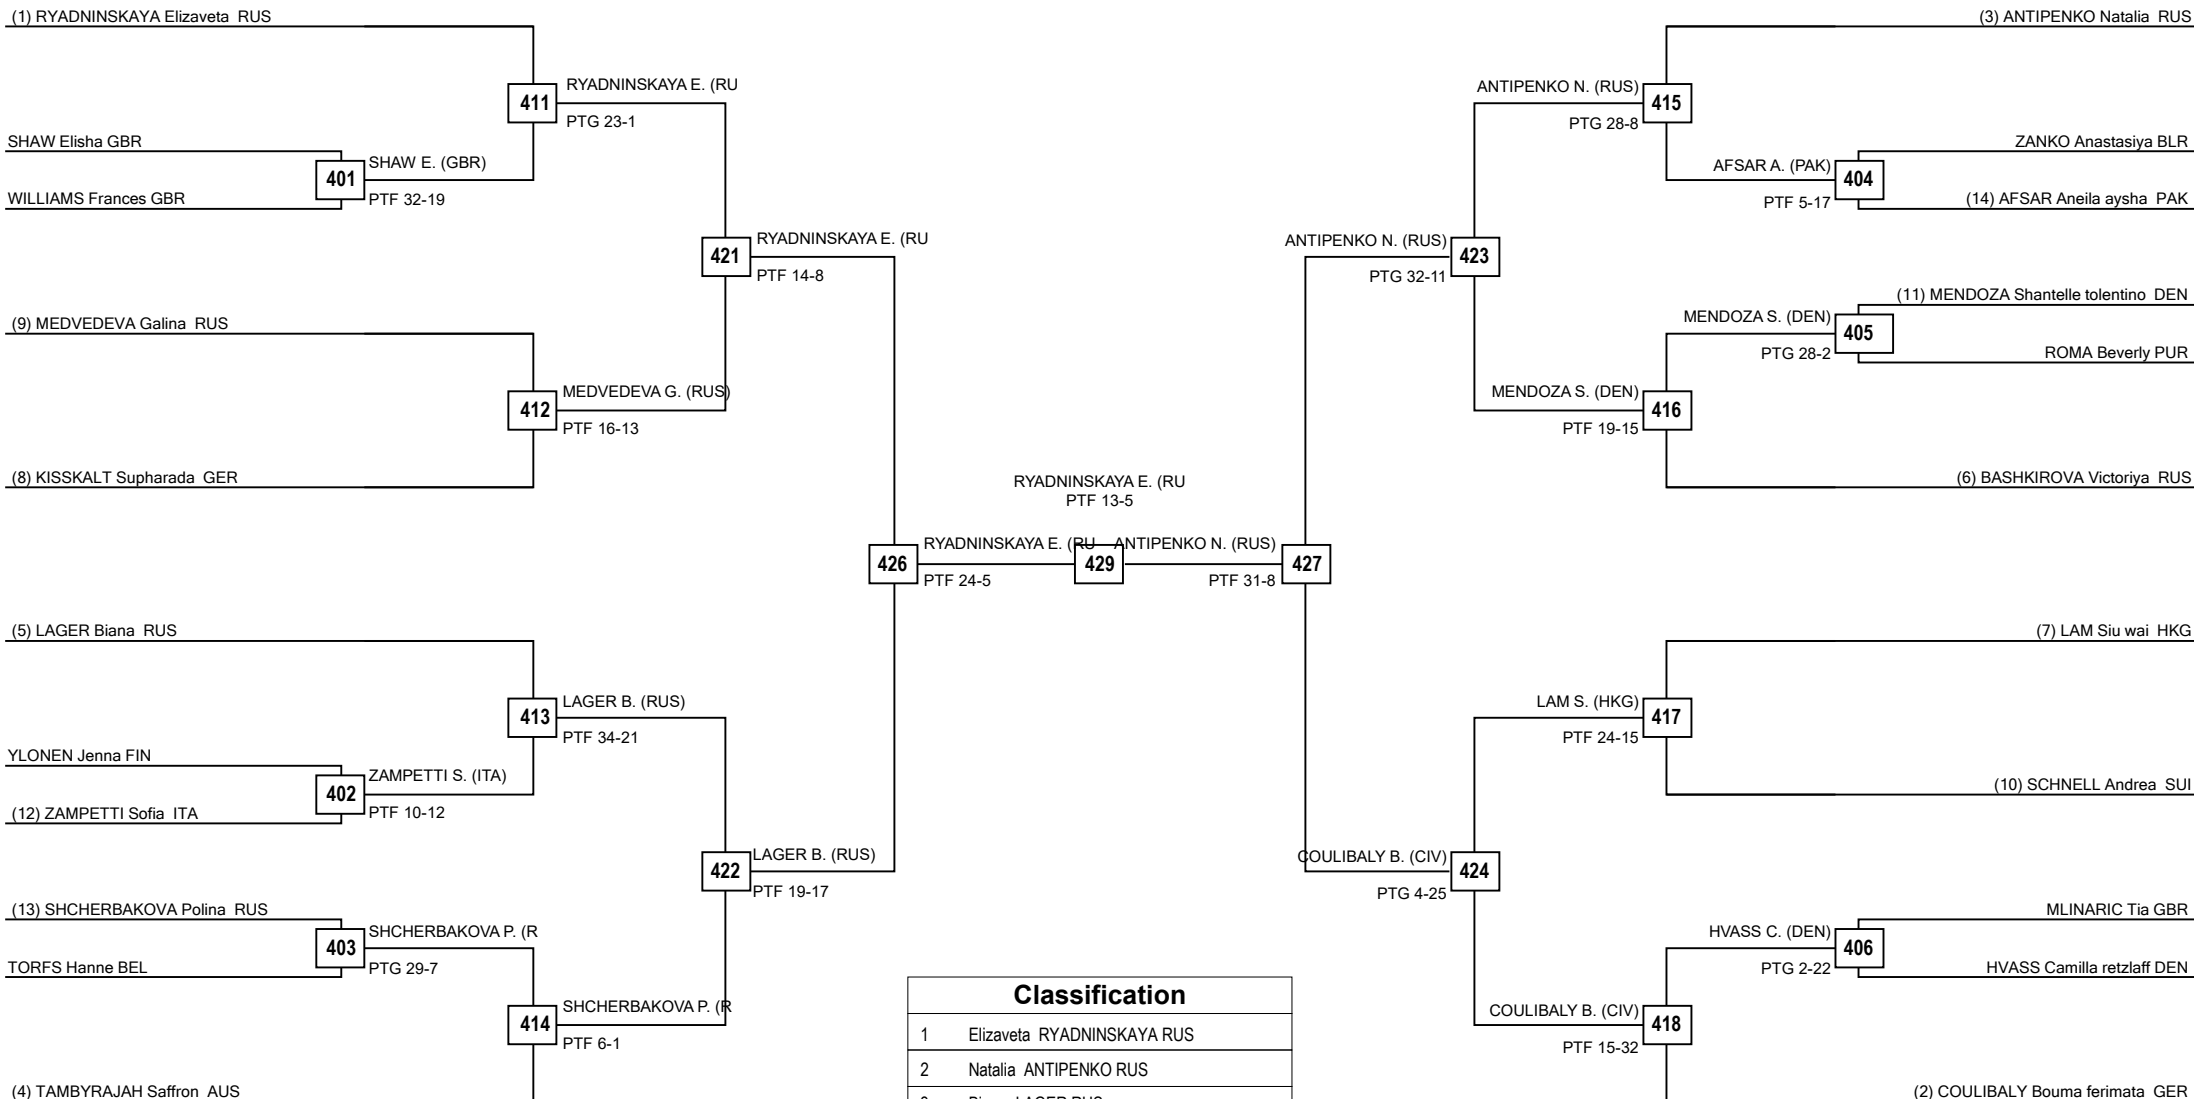 (1) RYADNINSKAYA Elizaveta RUS
(3) ANTIPENKO Natalia RUS
RYADNINSKAYA E. (RU
411
PTG 23-1
ANTIPENKO N. (RUS)
415
PTG 28-8
SHAW Elisha GBR
SHAW E. (GBR)
401
WILLIAMS Frances GBR
PTF 32-19
ZANKO Anastasiya BLR
AFSAR A. (PAK)
404
PTF 5-17
(14) AFSAR Aneila aysha PAK
RYADNINSKAYA E. (RU
421
PTF 14-8
ANTIPENKO N. (RUS)
423
PTG 32-11
(9) MEDVEDEVA Galina RUS
(11) MENDOZA Shantelle tolentino DEN
MENDOZA S. (DEN)
405
PTG 28-2
ROMA Beverly PUR
MEDVEDEVA G. (RUS)
412
PTF 16-13
MENDOZA S. (DEN)
416
PTF 19-15
(8) KISSKALT Supharada GER
(6) BASHKIROVA Victoriya RUS
RYADNINSKAYA E. (RU
PTF 13-5
426
RYADNINSKAYA E. (RU
PTF 24-5
429
ANTIPENKO N. (RUS)
PTF 31-8
427
(5) LAGER Biana RUS
(7) LAM Siu wai HKG
LAGER B. (RUS)
413
PTF 34-21
LAM S. (HKG)
417
PTF 24-15
YLONEN Jenna FIN
ZAMPETTI S. (ITA)
402
(12) ZAMPETTI Sofia ITA
PTF 10-12
(10) SCHNELL Andrea SUI
LAGER B. (RUS)
422
PTF 19-17
COULIBALY B. (CIV)
424
PTG 4-25
(13) SHCHERBAKOVA Polina RUS
SHCHERBAKOVA P. (R
403
TORFS Hanne BEL
PTG 29-7
MLINARIC Tia GBR
HVASS C. (DEN)
406
PTG 2-22
HVASS Camilla retzlaff DEN
SHCHERBAKOVA P. (R
414
PTF 6-1
COULIBALY B. (CIV)
418
PTF 15-32
(4) TAMBYRAJAH Saffron AUS
(2) COULIBALY Bouma ferimata GER
Classification
1 Elizaveta RYADNINSKAYA RUS
2 Natalia ANTIPENKO RUS